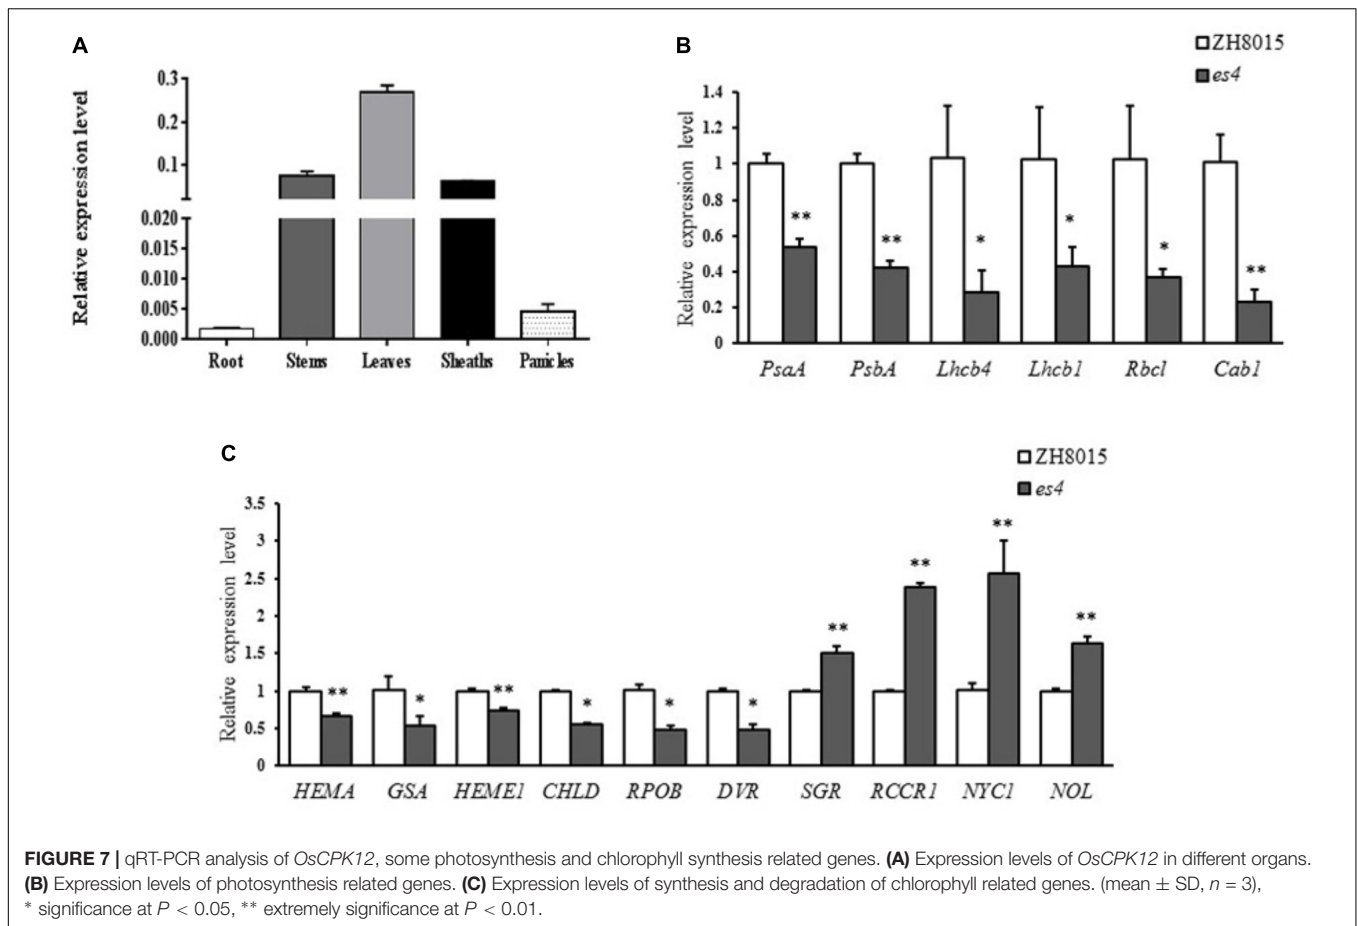 A
Relative expression level
0.3
0.2
0.1
0.020
0.015
0.010
0.005
0.000
Root Stems Leaves Sheaths Panicles
B
ZH8015
es4
Relative expression level
1.4
1.2
1
0.8
0.6
0.4
0.2
0
** ** * * * **
PsaA PsbA Lhcb4 Lhcb1 Rbcl Cab1
C
ZH8015
es4
Relative expression level
3.5
3
2.5
2
1.5
1
0.5
0
** * ** * * * ** ** ** **
HEMA GSA HEME1 CHLD RPOB DVR SGR RCCR1 NYC1 NOL
FIGURE 7 | qRT-PCR analysis of OsCPK12, some photosynthesis and chlorophyll synthesis related genes. (A) Expression levels of OsCPK12 in different organs.
(B) Expression levels of photosynthesis related genes. (C) Expression levels of synthesis and degradation of chlorophyll related genes. (mean ± SD, n = 3),
* significance at P < 0.05, ** extremely significance at P < 0.01.